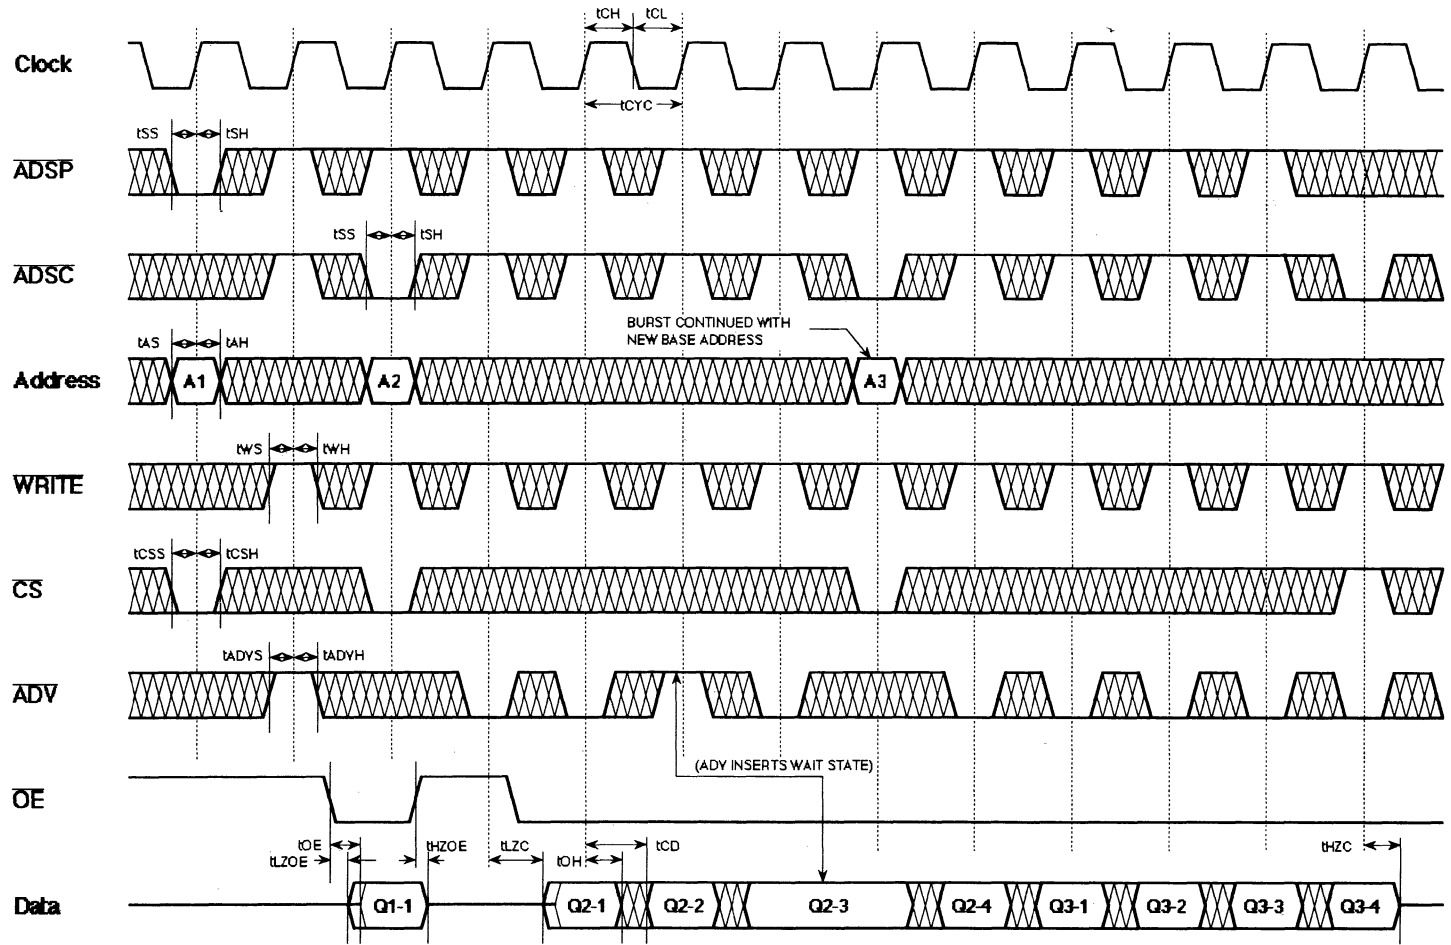 tCH tCL
Clock
tCYC
tSS tSH
ADSP
tSS tSH
ADSC
BURST CONTINUED WITH
NEW BASE ADDRESS
tAS tAH
Address A1 A2 A3
tWS tWH
WRITE
tCSS tCSH
CS
tADVS tADVH
ADV
(ADV INSERTS WAIT STATE)
OE
tOE tHZOE tLZC tCD tHZC
tLZOE tOH
Data Q1-1 Q2-1 Q2-2 Q2-3 Q2-4 Q3-1 Q3-2 Q3-3 Q3-4